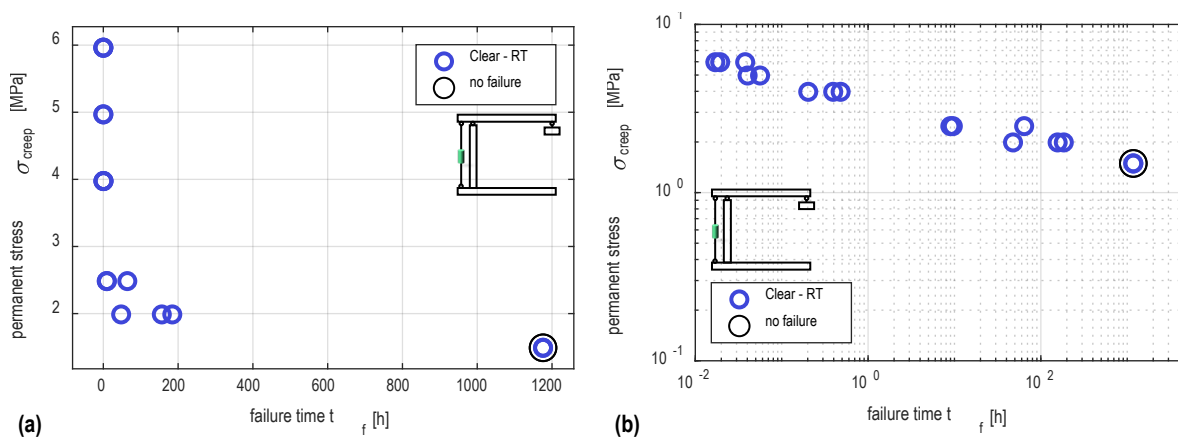 6
5
4
3
2
permanent stress σcreep [MPa]
Clear - RT
no failure
0
200
400
600
800
1000
1200
failure time t f [h]
(a)
10^1
10^0
10^-1
permanent stress σcreep [MPa]
Clear - RT
no failure
10^-2
10^0
10^2
failure time t f [h]
(b)